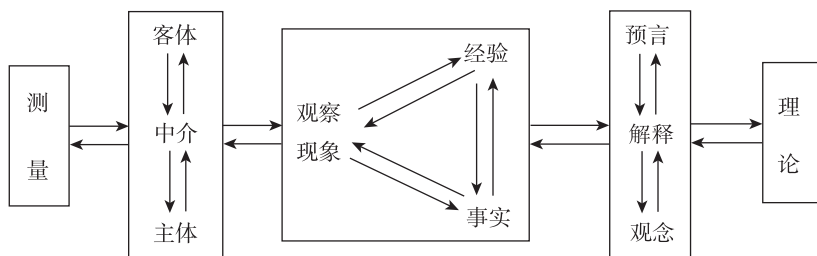 测
量
客体
中介
主体
观察
现象
经验
事实
预言
解释
观念
理
论